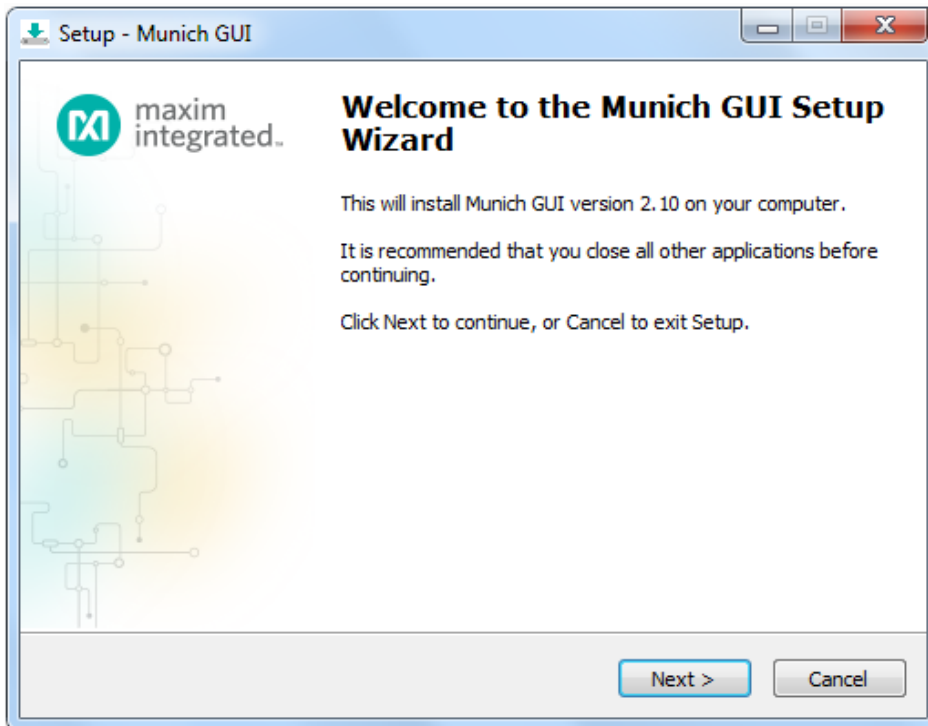 Setup - Munich GUI
maxim
integrated™
Welcome to the Munich GUI Setup
Wizard
This will install Munich GUI version 2.10 on your computer.
It is recommended that you close all other applications before
continuing.
Click Next to continue, or Cancel to exit Setup.
Next >
Cancel